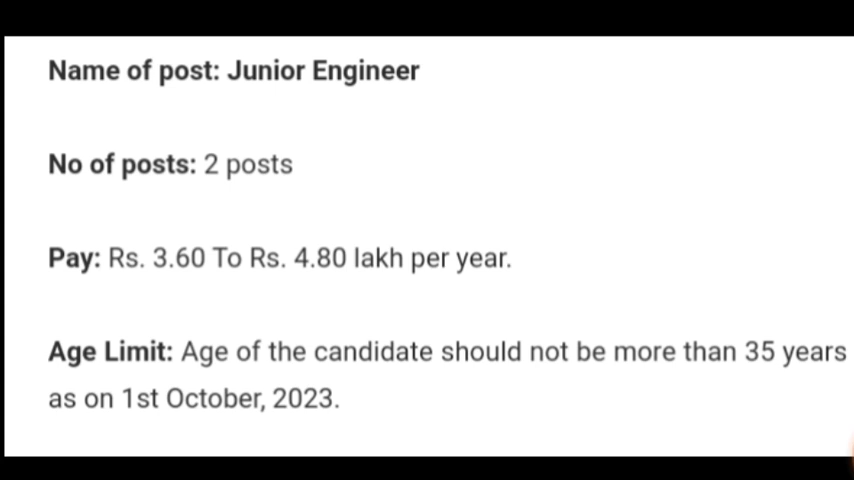 Name of post: Junior Engineer
No of posts: 2 posts
Pay: Rs. 3.60 To Rs. 4.80 lakh per year.
Age Limit: Age of the candidate should not be more than 35 years
as on 1st October, 2023.